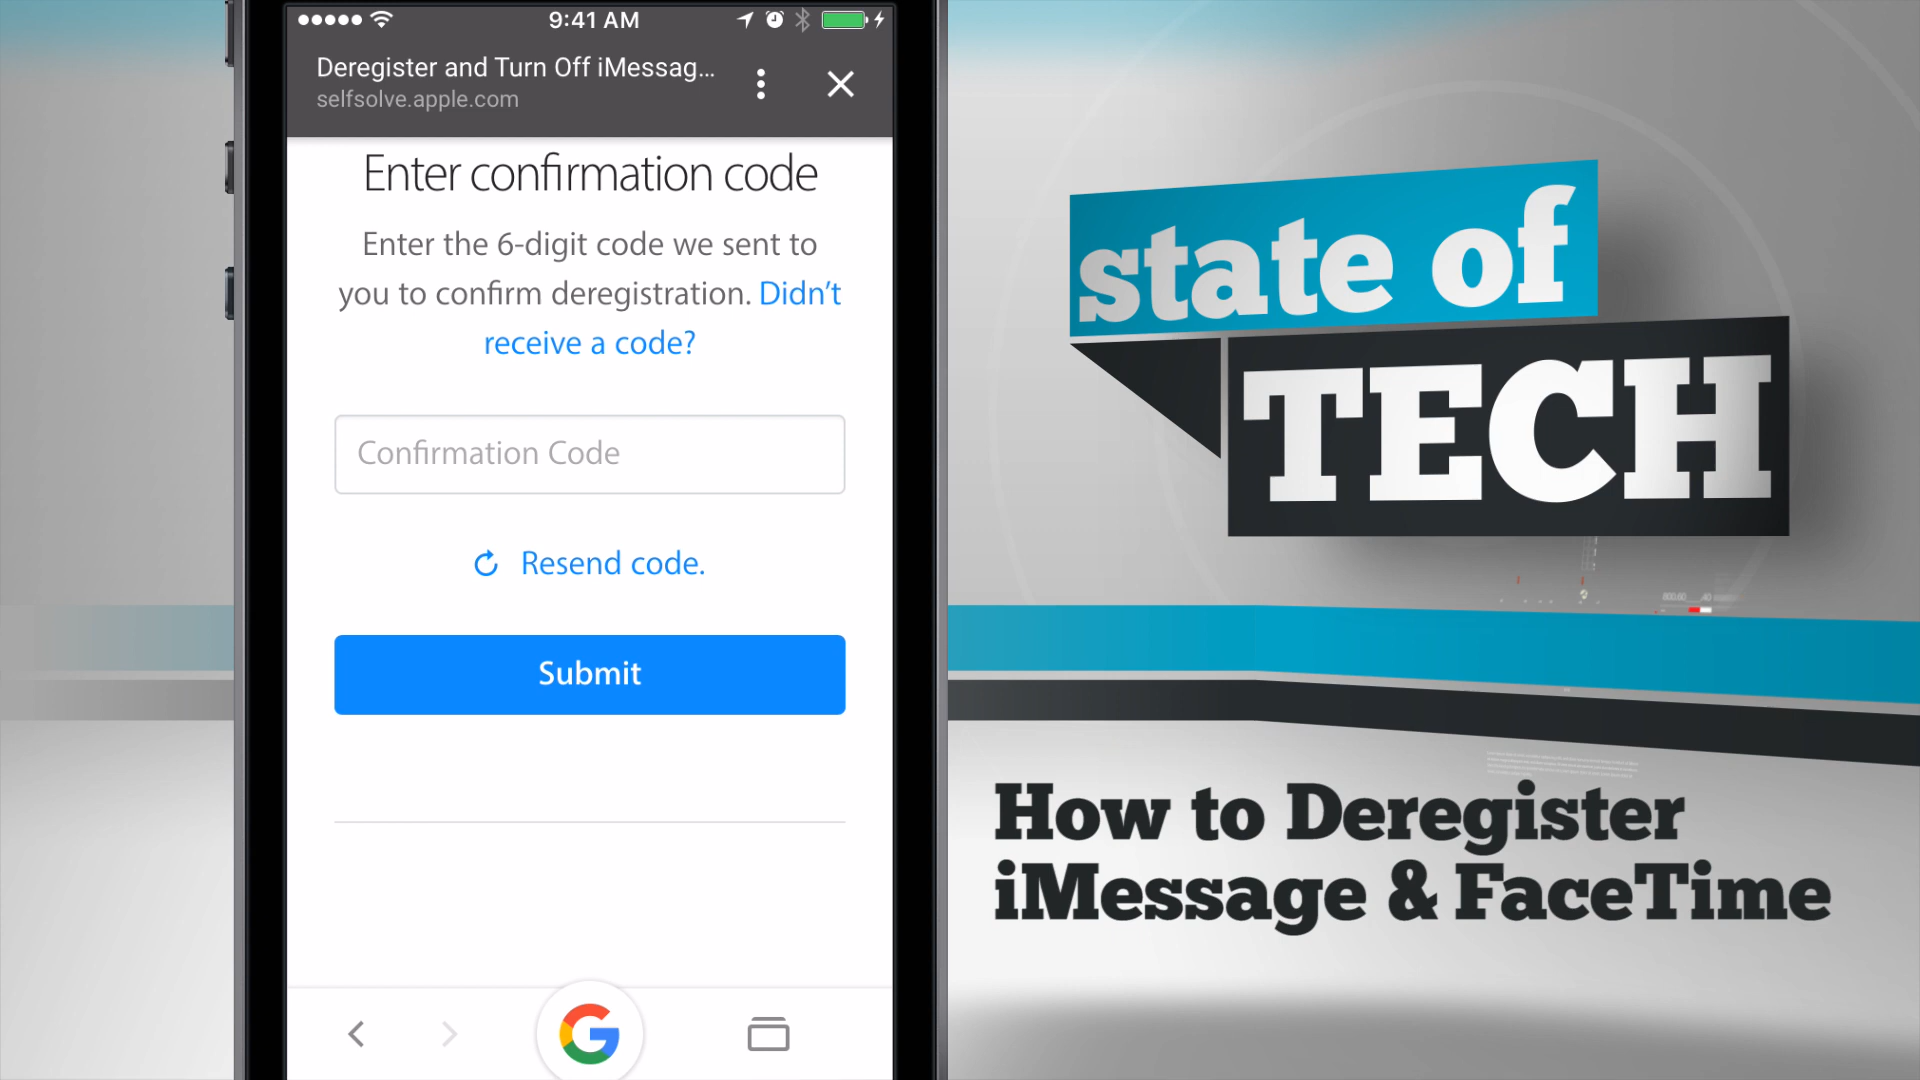 9:41 AM
Deregister and Turn Off iMessag...
selfsolve.apple.com
Enter confirmation code
Enter the 6-digit code we sent to
you to confirm deregistration. Didn't
receive a code?
Confirmation Code
Resend code.
Submit
state of
TECH
How to Deregister
iMessage & FaceTime